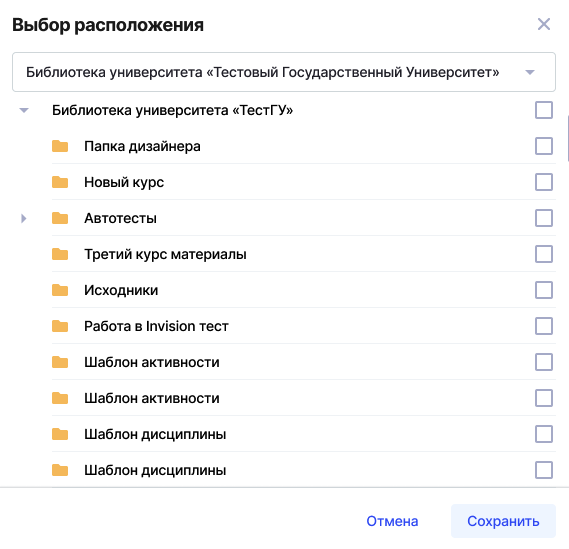 Выбор расположения
Библиотека университета «Тестовый Государственный Университет»
Библиотека университета «ТестГУ»
Папка дизайнера
Новый курс
Автотесты
Третий курс материалы
Исходники
Работа в Invision тест
Шаблон активности
Шаблон активности
Шаблон дисциплины
Шаблон дисциплины
Отмена
Сохранить